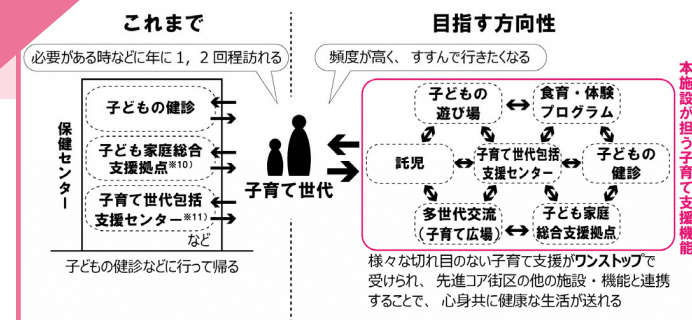 これまで
必要がある時などに年に1，2回程訪れる
保健センター
子どもの健診
子ども家庭総合
支援拠点※10）
子育て世代包括
支援センター※11）
など
子どもの健診などに行って帰る
子育て世代
目指す方向性
頻度が高く、すすんで行きたくなる
子どもの
遊び場
食育・体験
プログラム
託児
子育て世代包括
支援センター
子どもの
健診
多世代交流
（子育て広場）
子ども家庭
総合支援拠点
本施設が担う子育て支援機能
様々な切れ目のない子育て支援がワンストップで
受けられ、先進コア街区の他の施設・機能と連携
することで、心身共に健康な生活が送れる